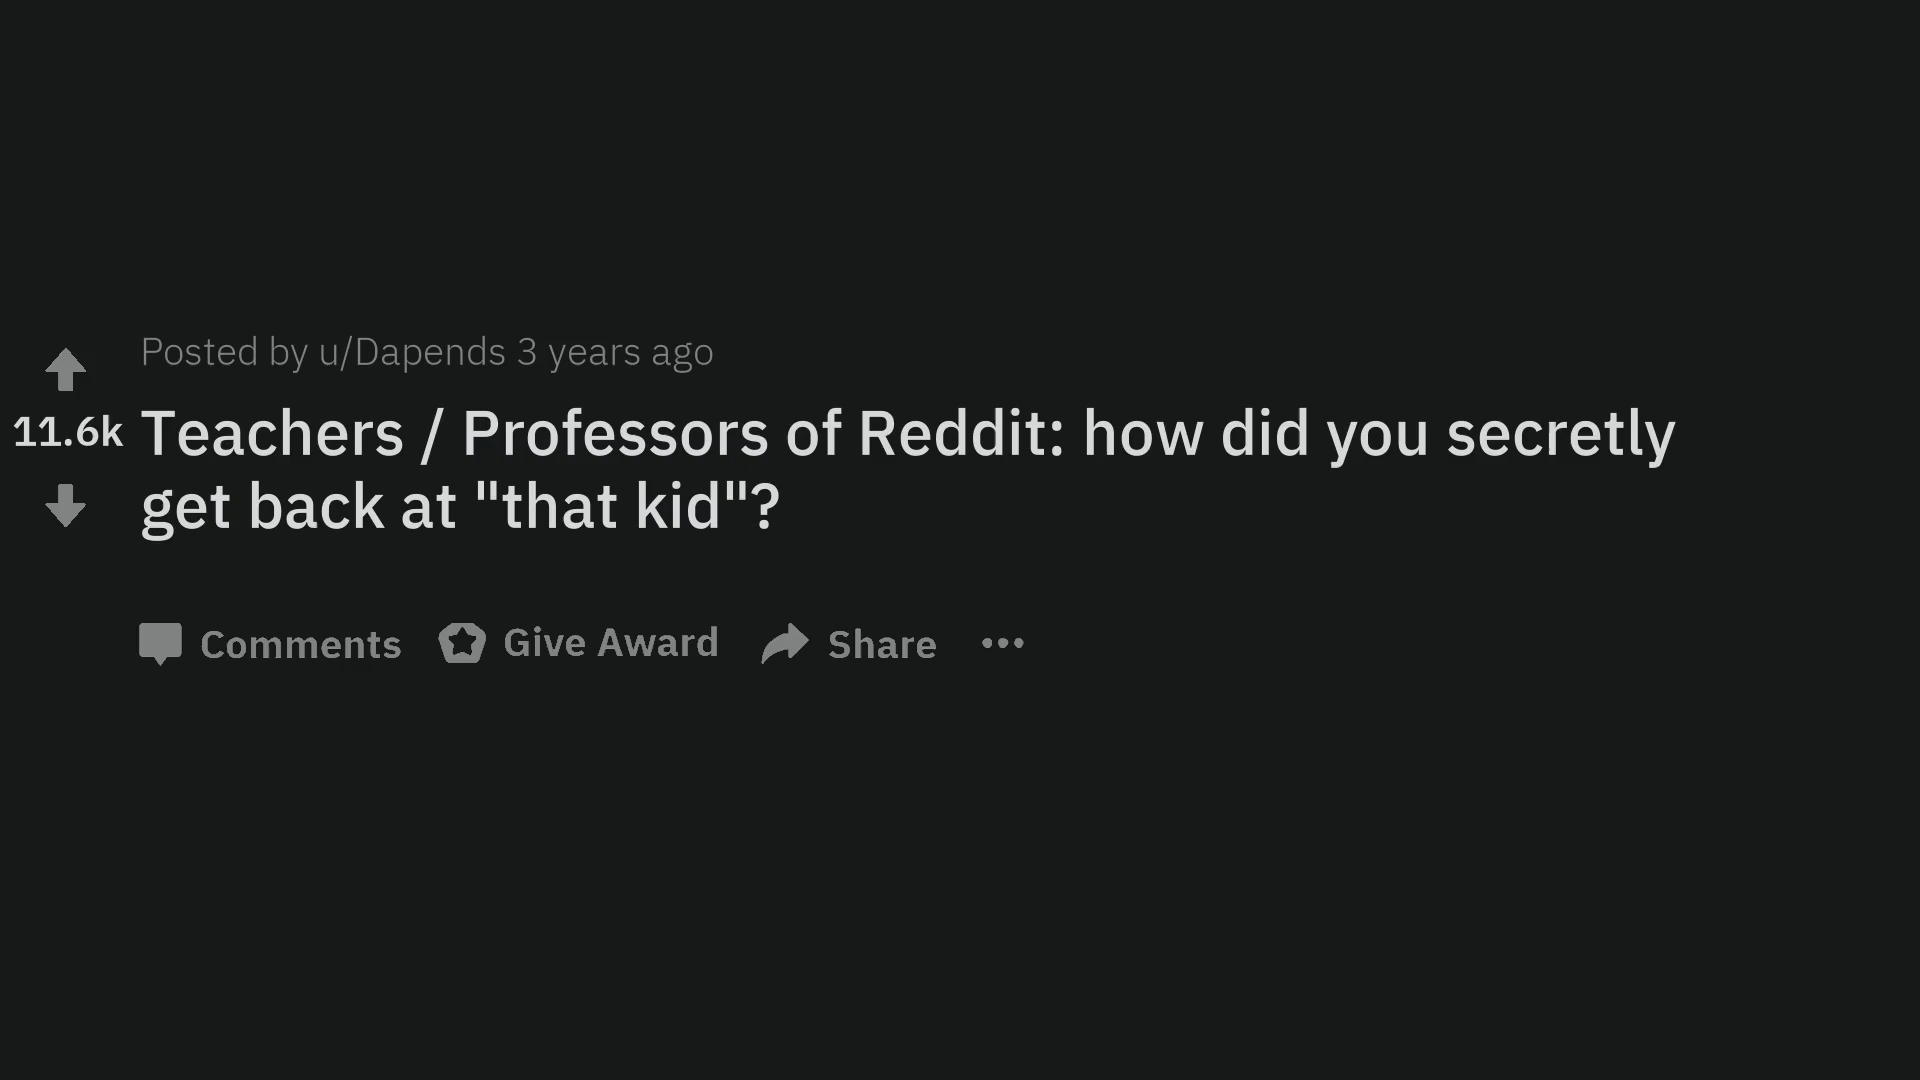 Posted by u/Dapends 3 years ago
11.6k
Teachers / Professors of Reddit: how did you secretly
get back at "that kid"?
Comments Give Award Share